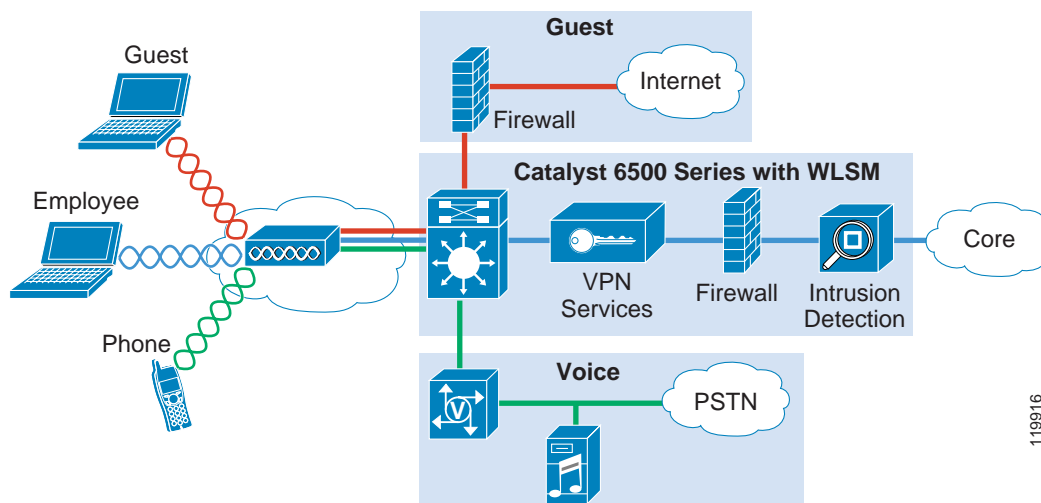 Guest
Guest
Internet
Firewall
Employee
Catalyst 6500 Series with WLSM
Core
VPN
Services
Firewall
Intrusion
Detection
Phone
Voice
V
PSTN
119916